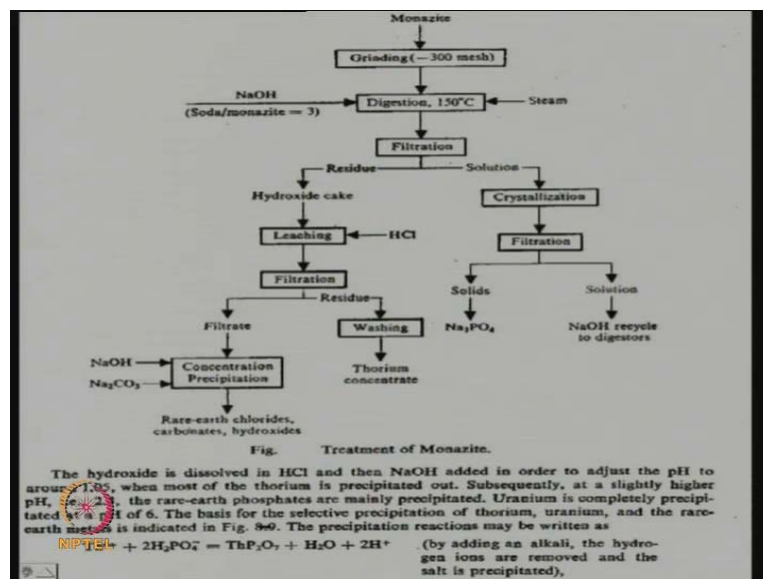 Monazite
Grinding (−300 mesh)
NaOH
(Soda/monazite = 3)
Digestion, 150°C
Steam
Filtration
Residue
Solution
Hydroxide cake
Crystallization
Leaching
HCl
Filtration
Filtration
Residue
Solids
Solution
Filtrate
Washing
Na₃PO₄
NaOH recycle
to digestors
NaOH
Na₂CO₃
Concentration
Precipitation
Thorium
concentrate
Rare-earth chlorides,
carbonates, hydroxides
Fig. Treatment of Monazite.
The hydroxide is dissolved in HCl and then NaOH added in order to adjust the pH to
around 1.05, when most of the thorium is precipitated out. Subsequently, at a slightly higher
pH, the rare-earth phosphates are mainly precipitated. Uranium is completely precipi-
tated at a of 6. The basis for the selective precipitation of thorium, uranium, and the rare-
earth metals is indicated in Fig. 8.9. The precipitation reactions may be written as
+ 2H₂PO₄⁻ = ThP₂O₇ + H₂O + 2H⁺ (by adding an alkali, the hydro-
gen ions are removed and the
salt is precipitated),
NPTEL